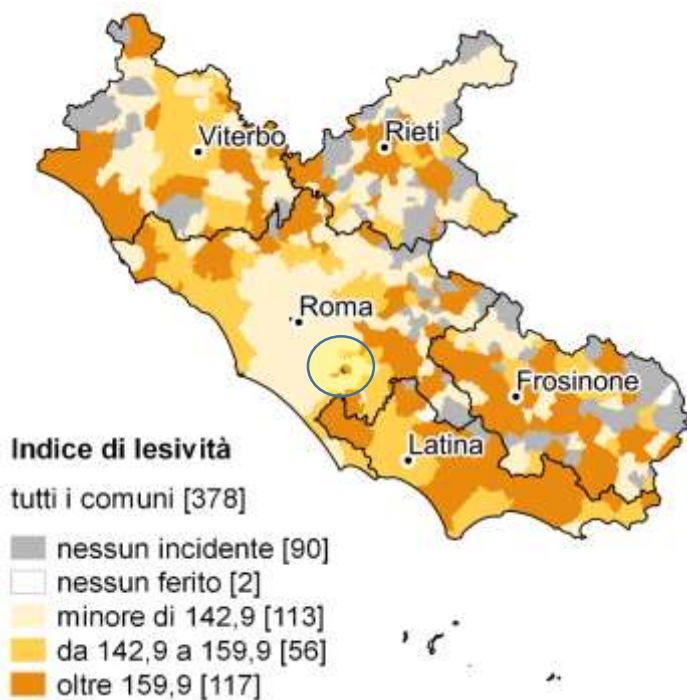 Viterbo
Rieti
Roma
Frosinone
Latina
Indice di lesività
tutti i comuni [378]
nessun incidente [90]
nessun ferito [2]
minore di 142,9 [113]
da 142,9 a 159,9 [56]
oltre 159,9 [117]